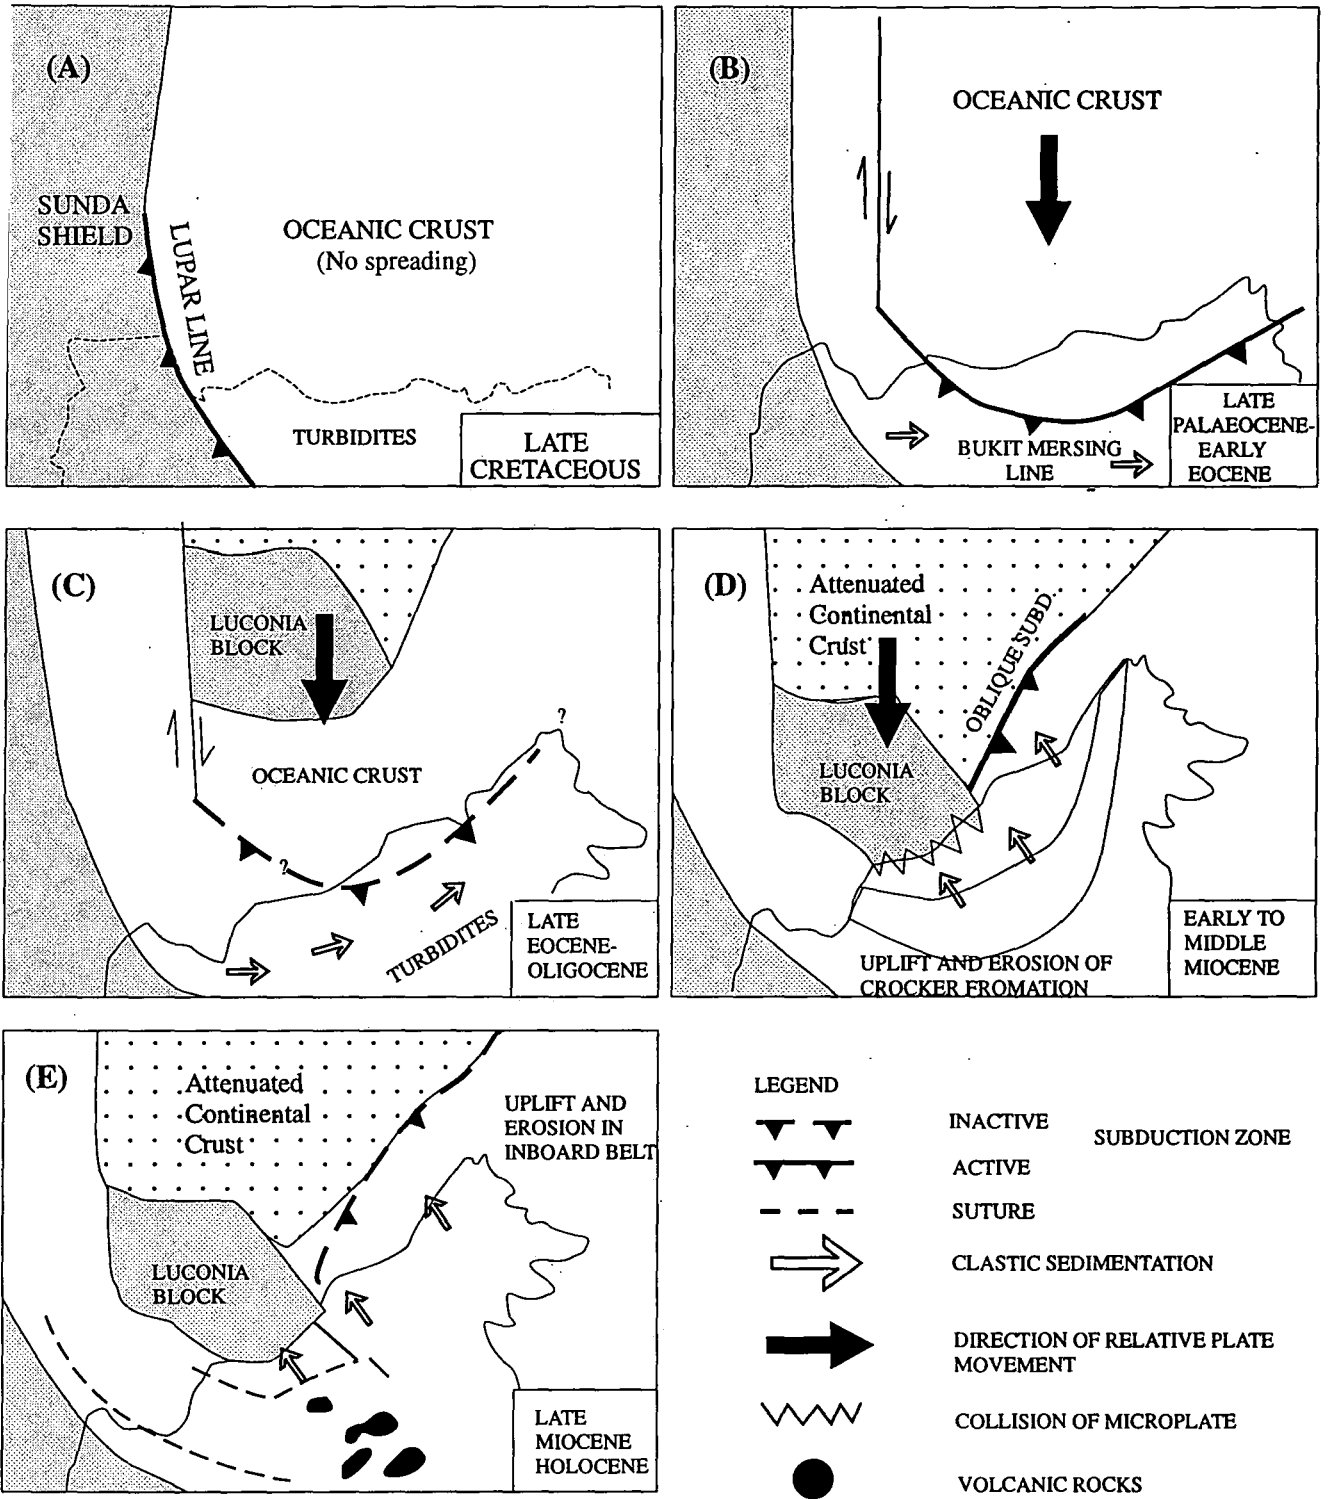 (A)
SUNDA
SHIELD
LUPAR LINE
OCEANIC CRUST
(No spreading)
TURBIDITES
LATE
CRETACEOUS
(B)
OCEANIC CRUST
BUKIT MERSING
LINE
LATE
PALAEOCENE-
EARLY
EOCENE
(C)
LUCONIA
BLOCK
OCEANIC CRUST
?
?
TURBIDITES
LATE
EOCENE-
OLIGOCENE
(D)
Attenuated
Continental
Crust
OBLIQUE SUBD.
LUCONIA
BLOCK
UPLIFT AND EROSION OF
CROCKER FROMATION
EARLY TO
MIDDLE
MIOCENE
(E)
Attenuated
Continental
Crust
UPLIFT AND
EROSION IN
INBOARD BELT
LUCONIA
BLOCK
LATE
MIOCENE
HOLOCENE
LEGEND
INACTIVE
SUBDUCTION ZONE
ACTIVE
SUTURE
CLASTIC SEDIMENTATION
DIRECTION OF RELATIVE PLATE
MOVEMENT
COLLISION OF MICROPLATE
VOLCANIC ROCKS